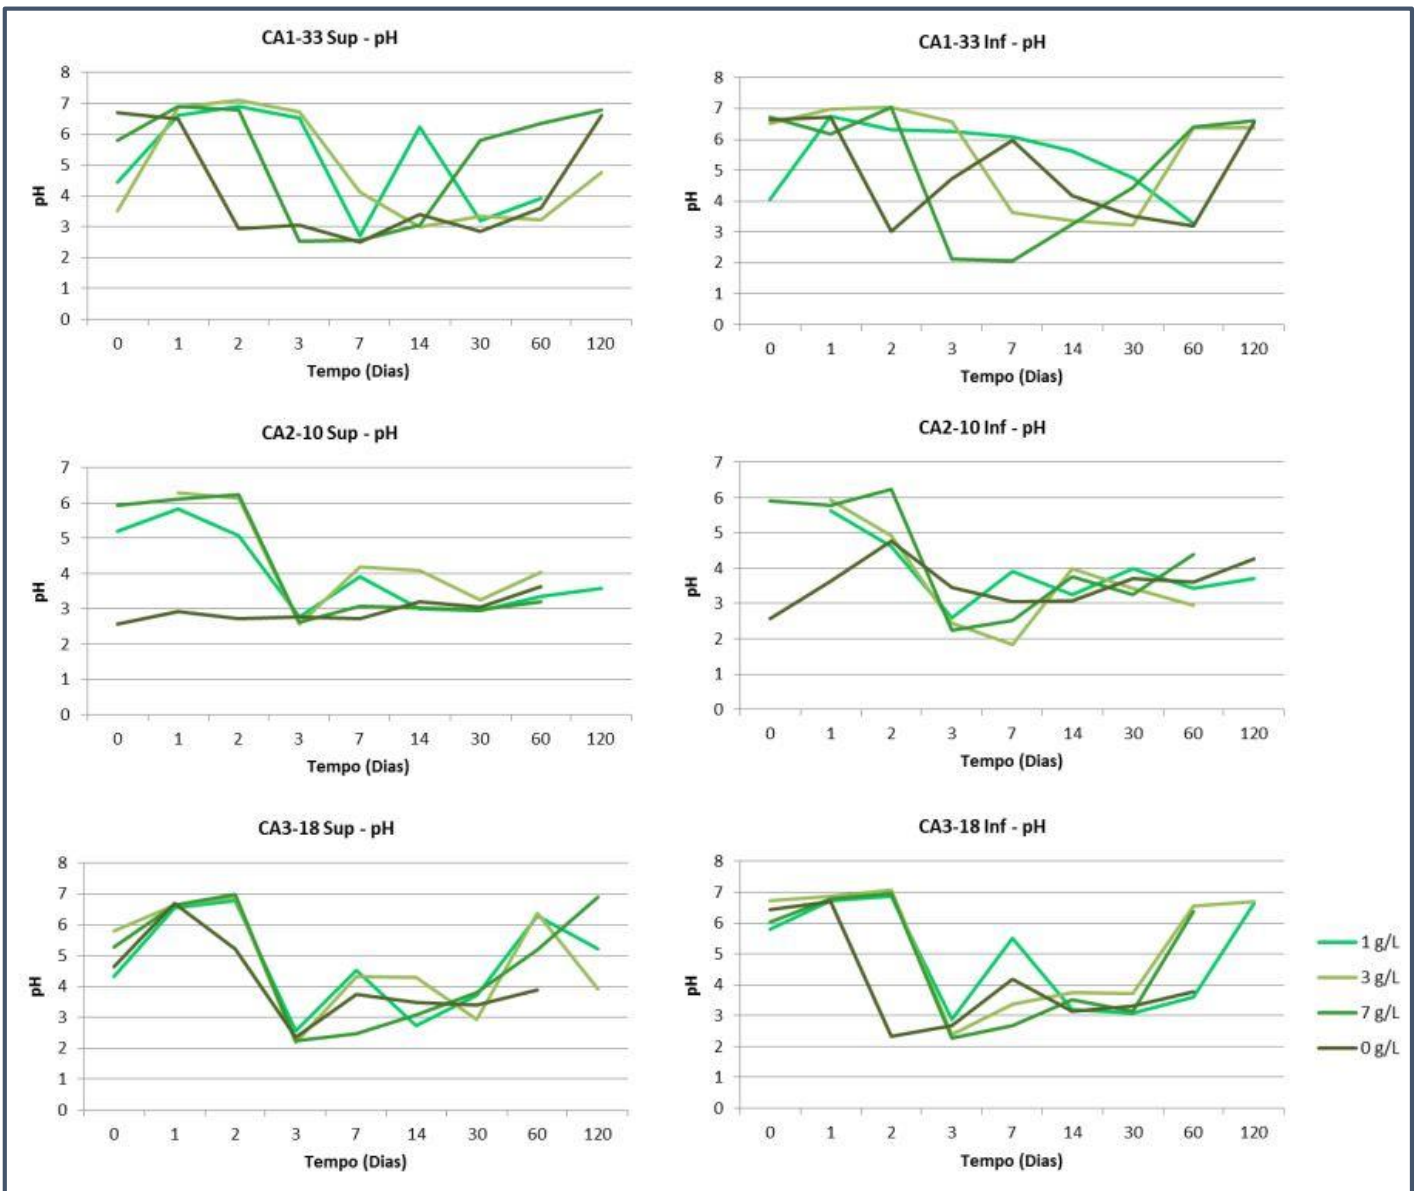 CA1-33 Sup - pH
8
7
6
5
4
3
2
1
0
pH
0 1 2 3 7 14 30 60 120
Tempo (Dias)
CA1-33 Inf - pH
8
7
6
5
4
3
2
1
0
pH
0 1 2 3 7 14 30 60 120
Tempo (Dias)
CA2-10 Sup - pH
7
6
5
4
3
2
1
0
pH
0 1 2 3 7 14 30 60 120
Tempo (Dias)
CA2-10 Inf - pH
7
6
5
4
3
2
1
0
pH
0 1 2 3 7 14 30 60 120
Tempo (Dias)
CA3-18 Sup - pH
8
7
6
5
4
3
2
1
0
pH
0 1 2 3 7 14 30 60 120
Tempo (Dias)
CA3-18 Inf - pH
8
7
6
5
4
3
2
1
0
pH
0 1 2 3 7 14 30 60 120
Tempo (Dias)
1 g/L
3 g/L
7 g/L
0 g/L